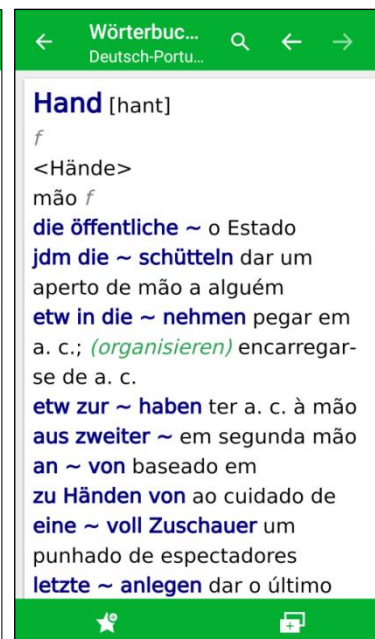 Wörterbuc...
Deutsch-Portu...
Hand [hant]
f
<Hände>
mão f
die öffentliche ~ o Estado
jdm die ~ schütteln dar um
aperto de mão a alguém
etw in die ~ nehmen pegar em
a. c.; (organisieren) encarregar-
se de a. c.
etw zur ~ haben ter a. c. à mão
aus zweiter ~ em segunda mão
an ~ von baseado em
zu Händen von ao cuidado de
eine ~ voll Zuschauer um
punhado de espectadores
letzte ~ anlegen dar o último